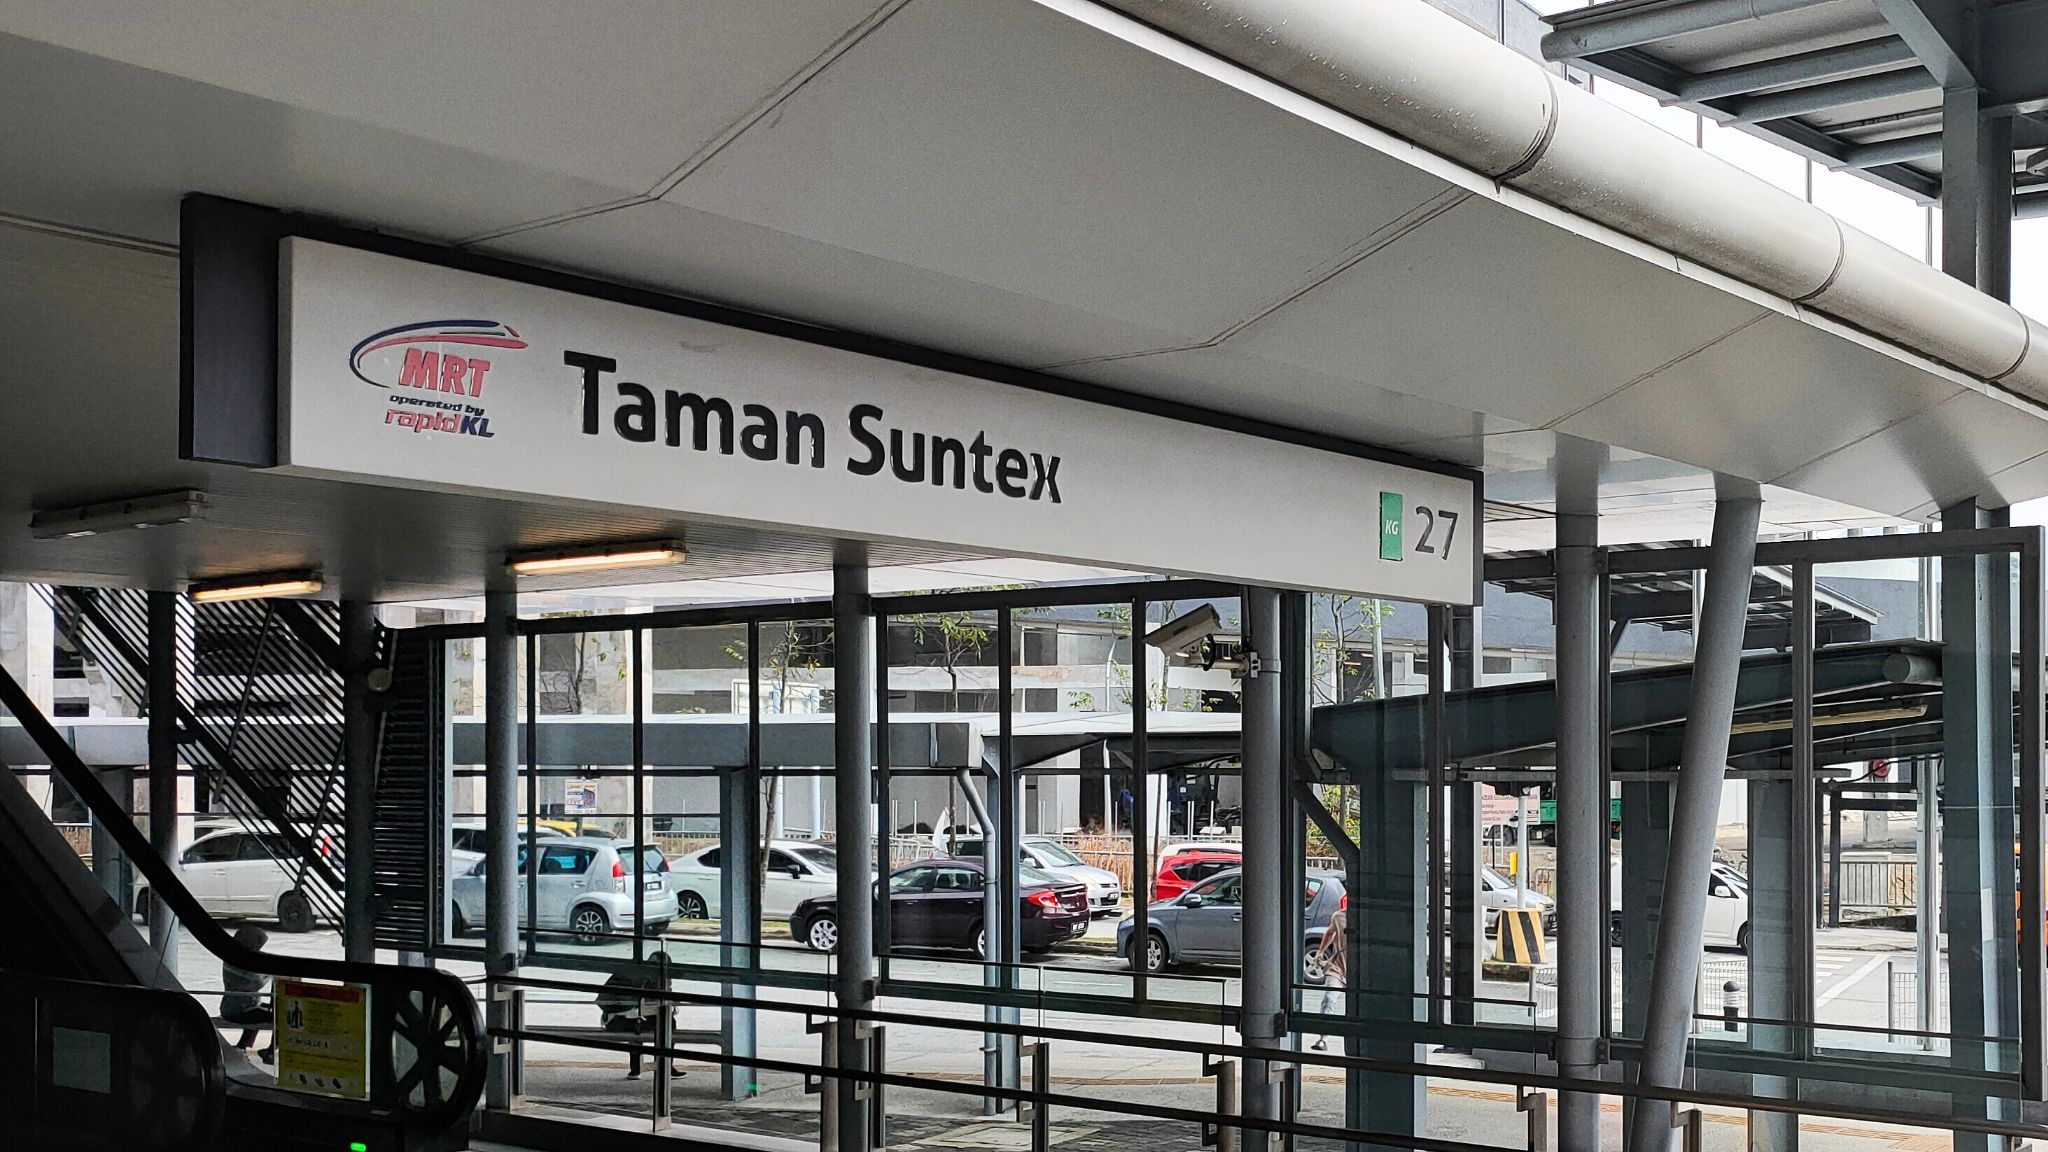 MRT
operated by
rapidKL
Taman Suntex
KG 27